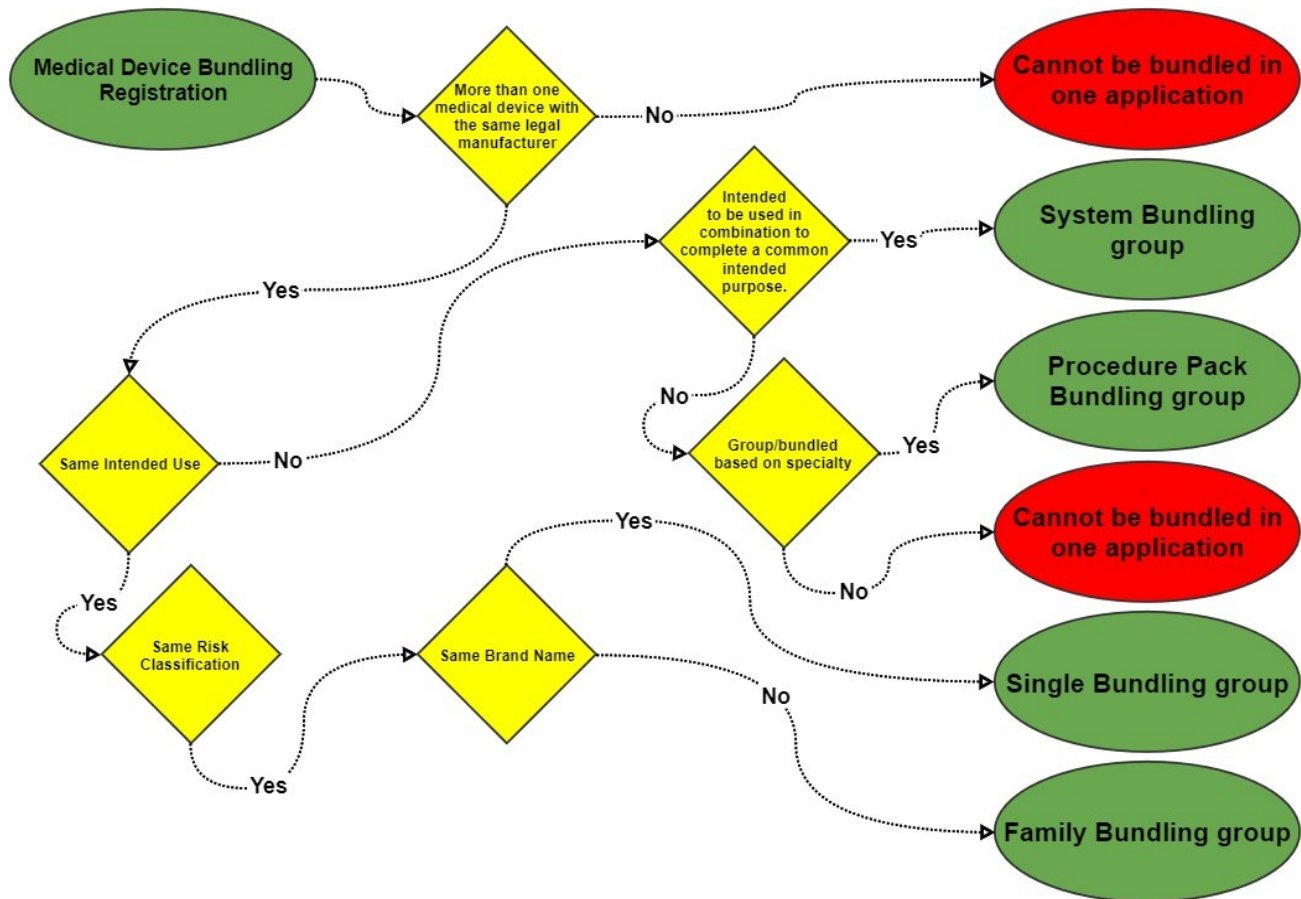 Medical Device Bundling
Registration
More than one
medical device with
the same legal
manufacturer
No
Cannot be bundled in
one application
Yes
Intended
to be used in
combination to
complete a common
intended
purpose.
Yes
System Bundling
group
No
Same Intended Use
No
Group/bundled
based on specialty
Yes
Procedure Pack
Bundling group
No
Cannot be bundled in
one application
Yes
Same Risk
Classification
Yes
Same Brand Name
Yes
Single Bundling group
No
Family Bundling group